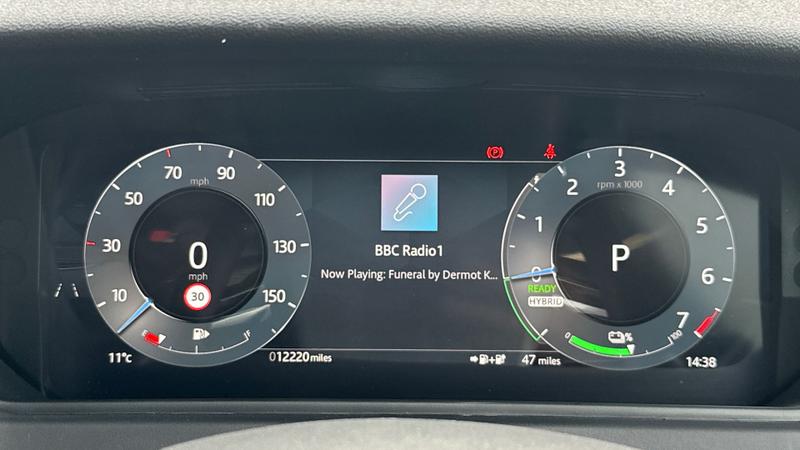 70
90
mph
50
110
30
130
10
150
0
mph
30
E
F
11°c
012220 miles
P
BBC Radio1
Now Playing: Funeral by Dermot K...
47 miles
3
rpm x 1000
2
4
1
5
0
6
7
P
READY
HYBRID
%
0
100
14:38